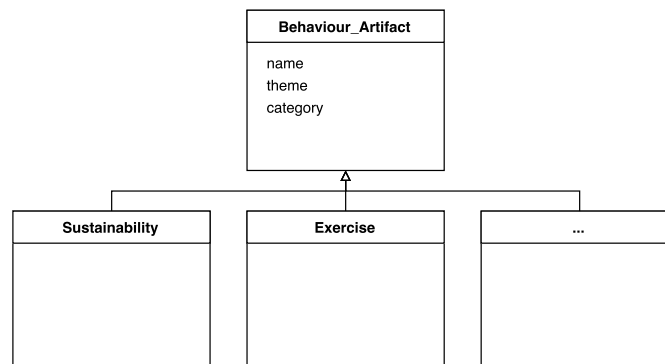 Behaviour_Artifact
name
theme
category
Sustainability
Exercise
...